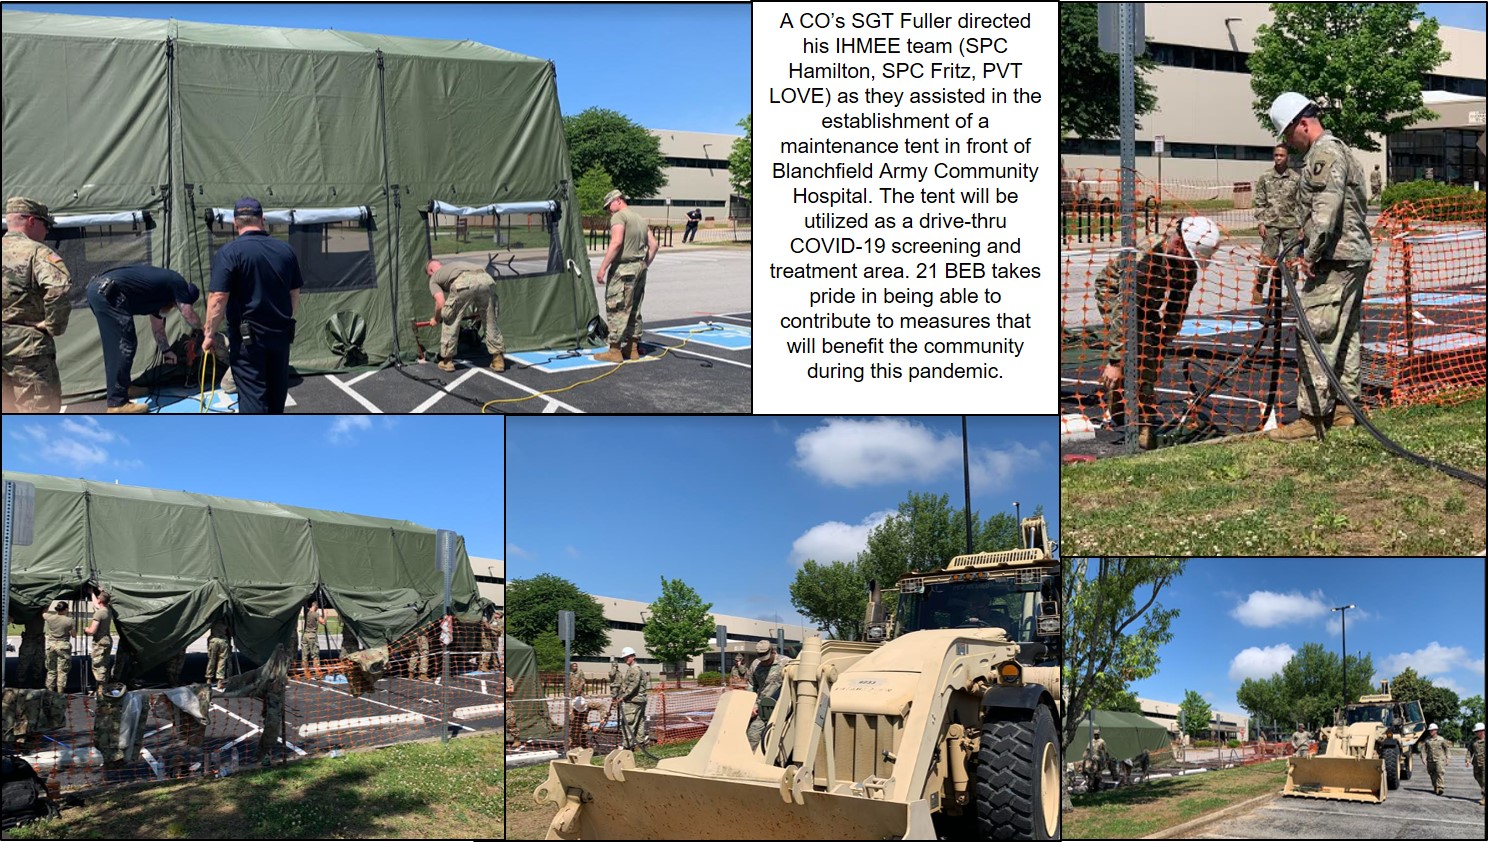 A CO’s SGT Fuller directed
his IHMEE team (SPC
Hamilton, SPC Fritz, PVT
LOVE) as they assisted in the
establishment of a
maintenance tent in front of
Blanchfield Army Community
Hospital. The tent will be
utilized as a drive-thru
COVID-19 screening and
treatment area. 21 BEB takes
pride in being able to
contribute to measures that
will benefit the community
during this pandemic.